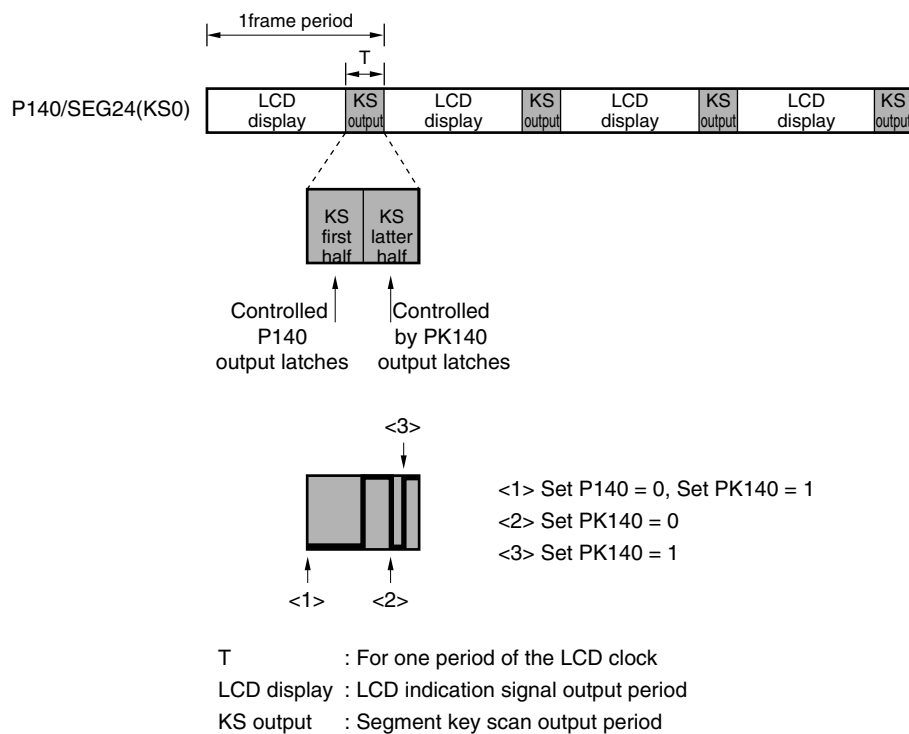 1frame period
T
P140/SEG24(KS0)
LCD display
KS output
LCD display
KS output
LCD display
KS output
LCD display
KS output
KS first half
KS latter half
Controlled P140 output latches
Controlled by PK140 output latches
<3>
<1> Set P140 = 0, Set PK140 = 1
<2> Set PK140 = 0
<3> Set PK140 = 1
<1>
<2>
T : For one period of the LCD clock
LCD display : LCD indication signal output period
KS output : Segment key scan output period